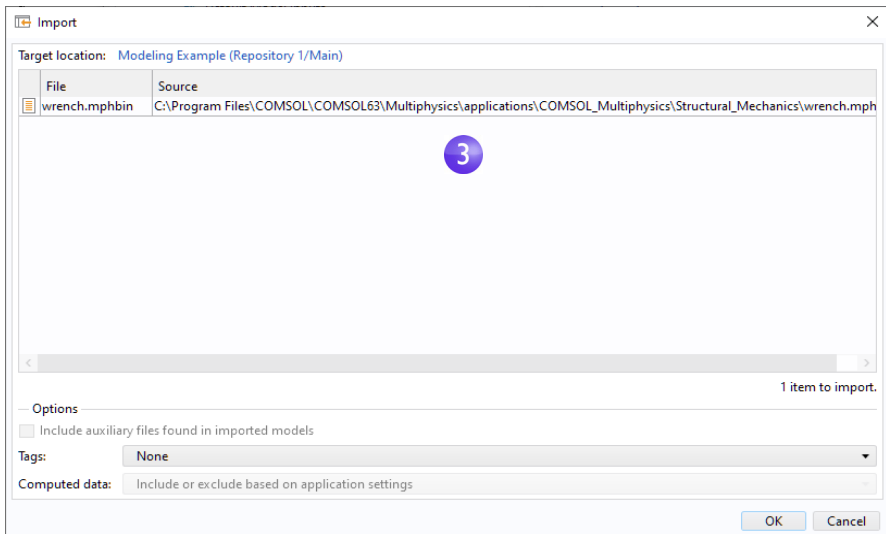 Import
Target location: Modeling Example (Repository 1/Main)
File Source
wrench.mphbin C:\Program Files\COMSOL\COMSOL63\Multiphysics\applications\COMSOL_Multiphysics\Structural_Mechanics\wrench.mph
3
1 item to import.
Options
Include auxiliary files found in imported models
Tags: None
Computed data: Include or exclude based on application settings
OK Cancel